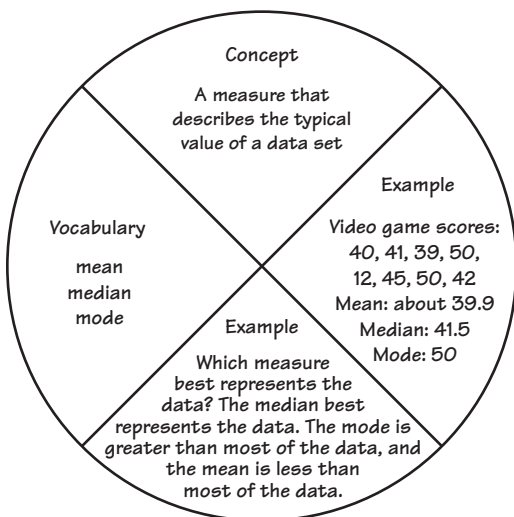 Concept
A measure that
describes the typical
value of a data set
Vocabulary
mean
median
mode
Example
Video game scores:
40, 41, 39, 50,
12, 45, 50, 42
Mean: about 39.9
Median: 41.5
Mode: 50
Example
Which measure
best represents the
data? The median best
represents the data. The mode is
greater than most of the data, and
the mean is less than
most of the data.